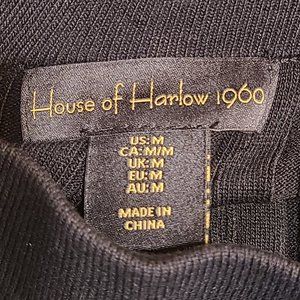 House of Harlow 1960
US:M
CA:M/M
UK:M
EU:M
AU:M
MADE IN
CHINA